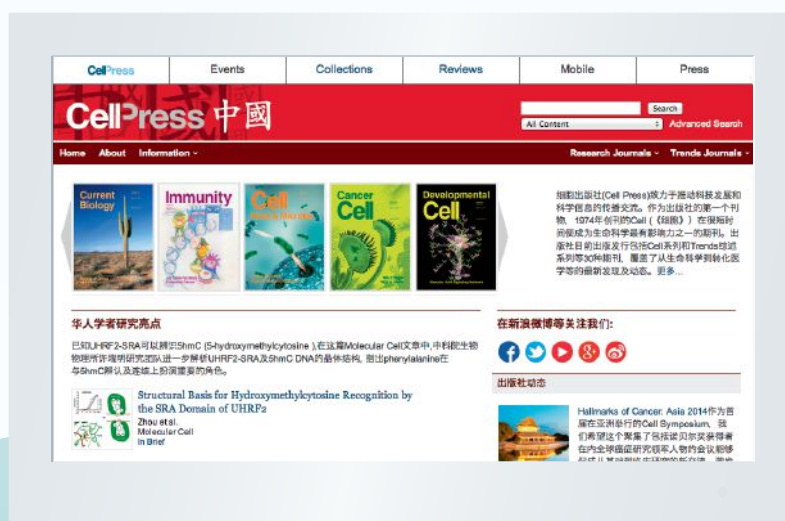 CellPress
Events
Collections
Reviews
Mobile
Press
CellPress 中國
Search
All Content
Advanced Search
Home About Information
Research Journals Trends Journals
Current Biology
Immunity
Cell
Cancer Cell
Developmental Cell
细胞出版社(Cell Press)致力于推动科技发展和
科学信息的传播交流。作为出版社的第一个刊
物，1974年创刊的Cell (《细胞》) 在很短时
间便成为生命科学最有影响力之一的期刊。出
版社目前出版发行包括Cell系列和Trends综述
系列等30种期刊，覆盖了从生命科学到转化医
学等的最新发现及动态。更多...
华人学者研究亮点
已知UHRF2-SRA可以辨识5hmC (5-hydroxymethylcytosine ),在这篇Molecular Cell文章中,中科院生物
物理所许瑞明研究团队进一步解析UHRF2-SRA及5hmC DNA的晶体结构, 指出phenylalanine在
与5hmC辨认及连结上扮演重要的角色。
Structural Basis for Hydroxymethylcytosine Recognition by
the SRA Domain of UHRF2
Zhou et al.
Molecular Cell
In Brief
在新浪微博等关注我们:
出版社动态
Hallmarks of Cancer: Asia 2014作为首
届在亚洲举行的Cell Symposium, 我
们希望这个聚集了包括诺贝尔奖获得者
在内全球癌症研究领军人物的会议能够